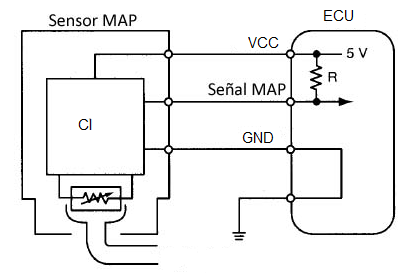 Sensor MAP
ECU
VCC
5 V
R
Señal MAP
CI
GND